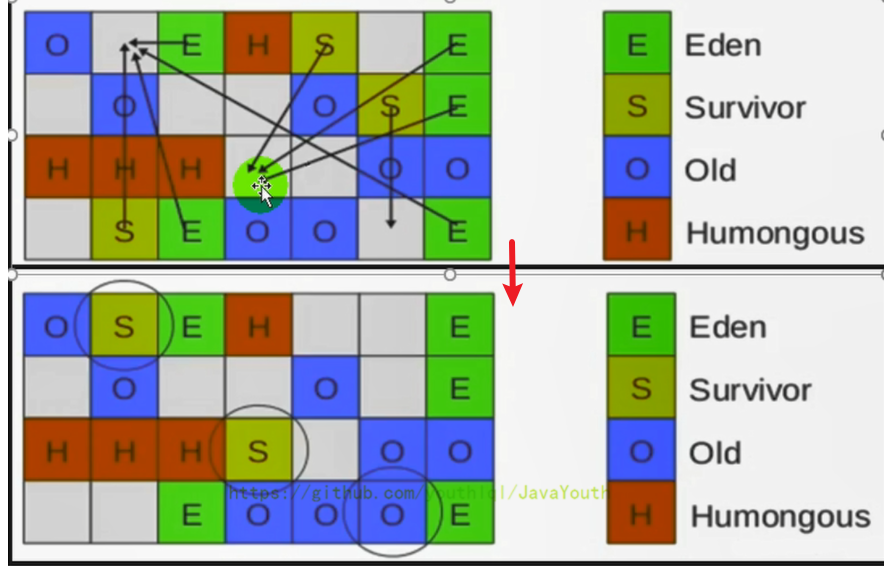 O E H S E E Eden
O O S E S Survivor
H H H O O O Old
S E O O E H Humongous
O S E H E E Eden
O O E S Survivor
H H H S O O O Old
https://github.com/youthlql/JavaYouth
E O O O E H Humongous